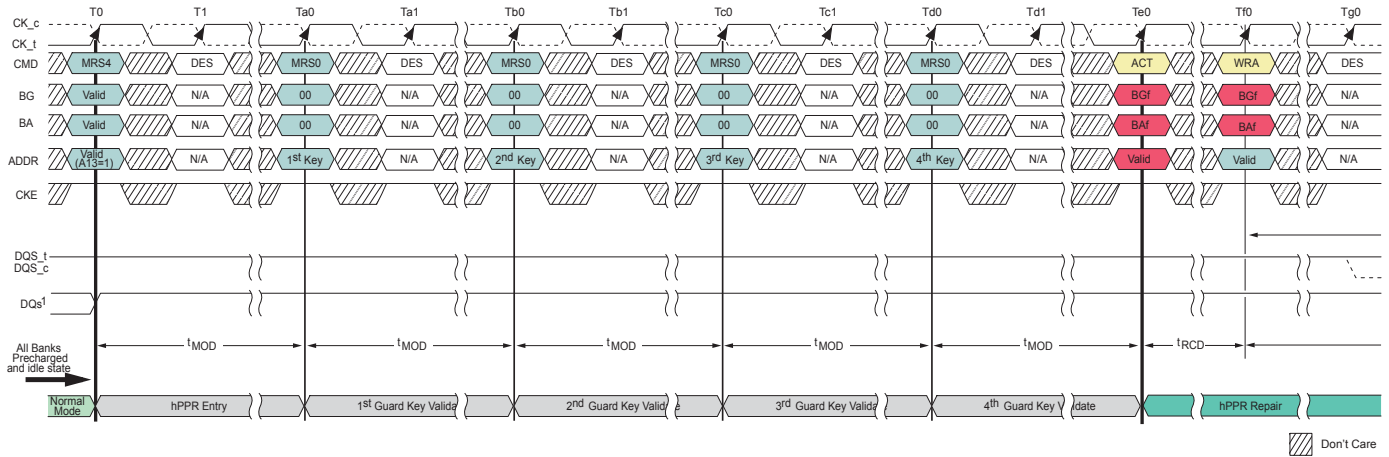 T0 T1 Ta0 Ta1 Tb0 Tb1 Tc0 Tc1 Td0 Td1 Te0 Tf0 Tg0
CK_c
CK_t
CMD MRS4 DES MRS0 DES MRS0 DES MRS0 DES MRS0 DES ACT WRA DES
BG Valid N/A 00 N/A 00 N/A 00 N/A 00 N/A BGf BGf N/A
BA Valid N/A 00 N/A 00 N/A 00 N/A 00 N/A BAf BAf N/A
ADDR Valid (A13=1) N/A 1st Key N/A 2nd Key N/A 3rd Key N/A 4th Key N/A Valid Valid N/A
CKE
DQS_t
DQS_c
DQs1
tMOD tMOD tMOD tMOD tMOD tRCD
All Banks
Precharged
and idle state
Normal Mode hPPR Entry 1st Guard Key Valida 2nd Guard Key Valida e 3rd Guard Key Valida 4th Guard Key V idate hPPR Repair
Don't Care